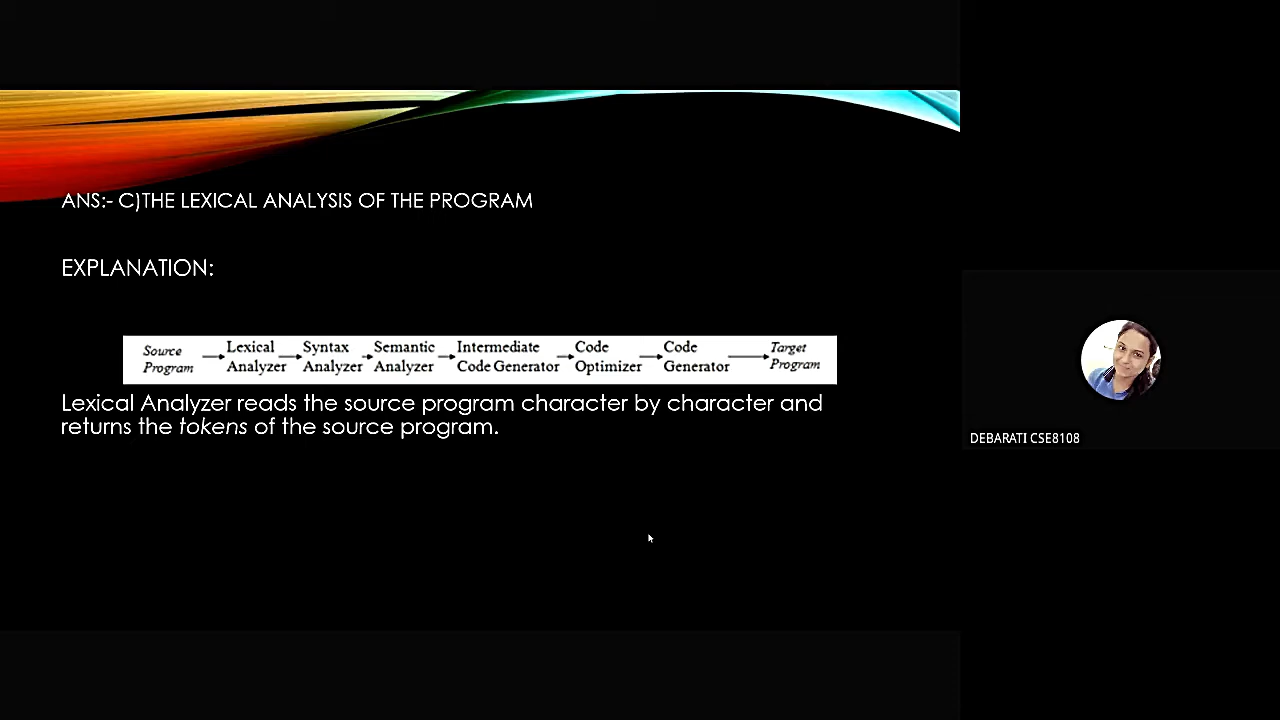 ANS:- C)THE LEXICAL ANALYSIS OF THE PROGRAM
EXPLANATION:
Source Program
Lexical Analyzer
Syntax Analyzer
Semantic Analyzer
Intermediate Code Generator
Code Optimizer
Code Generator
Target Program
Lexical Analyzer reads the source program character by character and
returns the tokens of the source program.
DEBARATI CSE8108